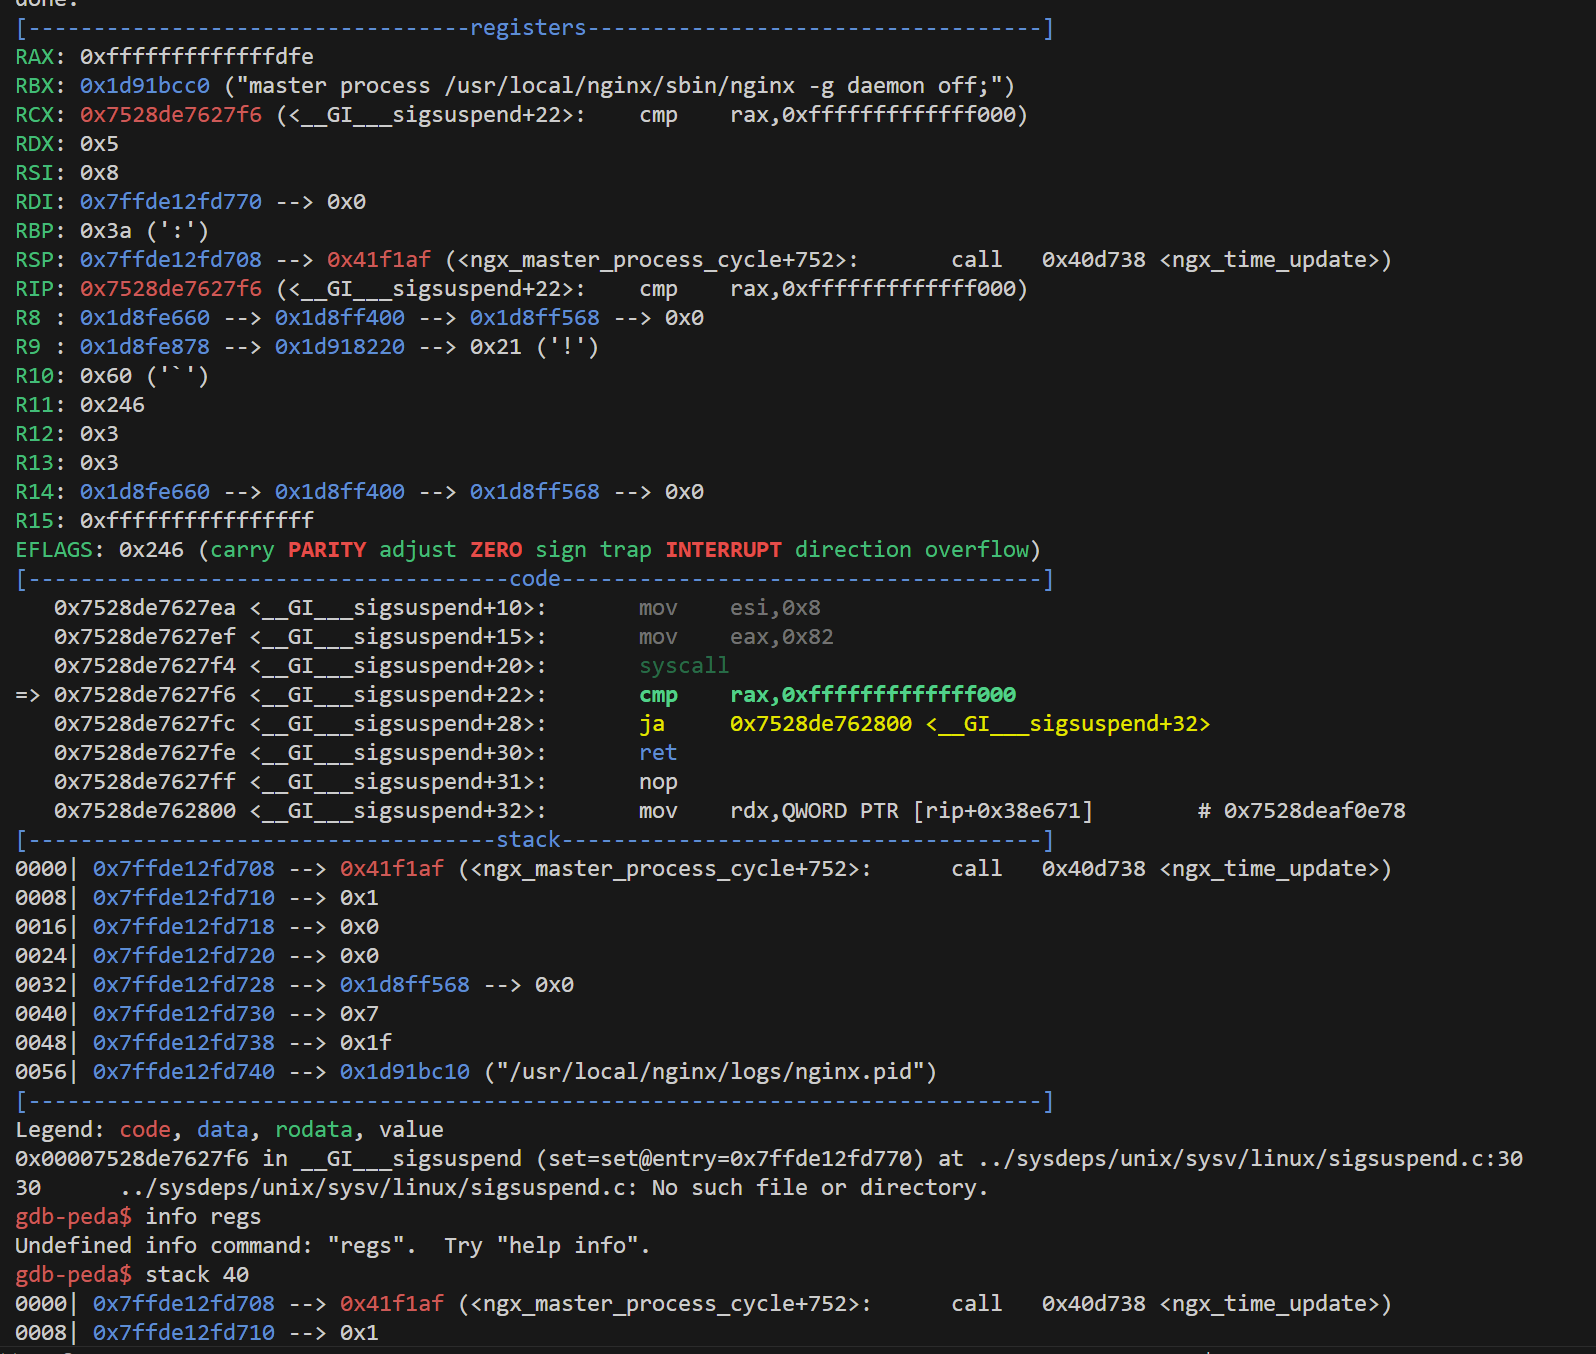 done.
[----------------------------------registers-----------------------------------]
RAX: 0xfffffffffffffdfe
RBX: 0x1d91bcc0 ("master process /usr/local/nginx/sbin/nginx -g daemon off;")
RCX: 0x7528de7627f6 (<__GI___sigsuspend+22>:    cmp    rax,0xfffffffffffff000)
RDX: 0x5
RSI: 0x8
RDI: 0x7ffde12fd770 --> 0x0
RBP: 0x3a (':')
RSP: 0x7ffde12fd708 --> 0x41f1af (<ngx_master_process_cycle+752>:       call   0x40d738 <ngx_time_update>)
RIP: 0x7528de7627f6 (<__GI___sigsuspend+22>:    cmp    rax,0xfffffffffffff000)
R8 : 0x1d8fe660 --> 0x1d8ff400 --> 0x1d8ff568 --> 0x0
R9 : 0x1d8fe878 --> 0x1d918220 --> 0x21 ('!')
R10: 0x60 ('`')
R11: 0x246
R12: 0x3
R13: 0x3
R14: 0x1d8fe660 --> 0x1d8ff400 --> 0x1d8ff568 --> 0x0
R15: 0xffffffffffffffff
EFLAGS: 0x246 (carry PARITY adjust ZERO sign trap INTERRUPT direction overflow)
[-------------------------------------code-------------------------------------]
   0x7528de7627ea <__GI___sigsuspend+10>:       mov    esi,0x8
   0x7528de7627ef <__GI___sigsuspend+15>:       mov    eax,0x82
   0x7528de7627f4 <__GI___sigsuspend+20>:       syscall
=> 0x7528de7627f6 <__GI___sigsuspend+22>:       cmp    rax,0xfffffffffffff000
   0x7528de7627fc <__GI___sigsuspend+28>:       ja     0x7528de762800 <__GI___sigsuspend+32>
   0x7528de7627fe <__GI___sigsuspend+30>:       ret
   0x7528de7627ff <__GI___sigsuspend+31>:       nop
   0x7528de762800 <__GI___sigsuspend+32>:       mov    rdx,QWORD PTR [rip+0x38e671]        # 0x7528deaf0e78
[------------------------------------stack-------------------------------------]
0000| 0x7ffde12fd708 --> 0x41f1af (<ngx_master_process_cycle+752>:      call   0x40d738 <ngx_time_update>)
0008| 0x7ffde12fd710 --> 0x1
0016| 0x7ffde12fd718 --> 0x0
0024| 0x7ffde12fd720 --> 0x0
0032| 0x7ffde12fd728 --> 0x1d8ff568 --> 0x0
0040| 0x7ffde12fd730 --> 0x7
0048| 0x7ffde12fd738 --> 0x1f
0056| 0x7ffde12fd740 --> 0x1d91bc10 ("/usr/local/nginx/logs/nginx.pid")
[------------------------------------------------------------------------------]
Legend: code, data, rodata, value
0x00007528de7627f6 in __GI___sigsuspend (set=set@entry=0x7ffde12fd770) at ../sysdeps/unix/sysv/linux/sigsuspend.c:30
30      ../sysdeps/unix/sysv/linux/sigsuspend.c: No such file or directory.
gdb-peda$ info regs
Undefined info command: "regs".  Try "help info".
gdb-peda$ stack 40
0000| 0x7ffde12fd708 --> 0x41f1af (<ngx_master_process_cycle+752>:      call   0x40d738 <ngx_time_update>)
0008| 0x7ffde12fd710 --> 0x1